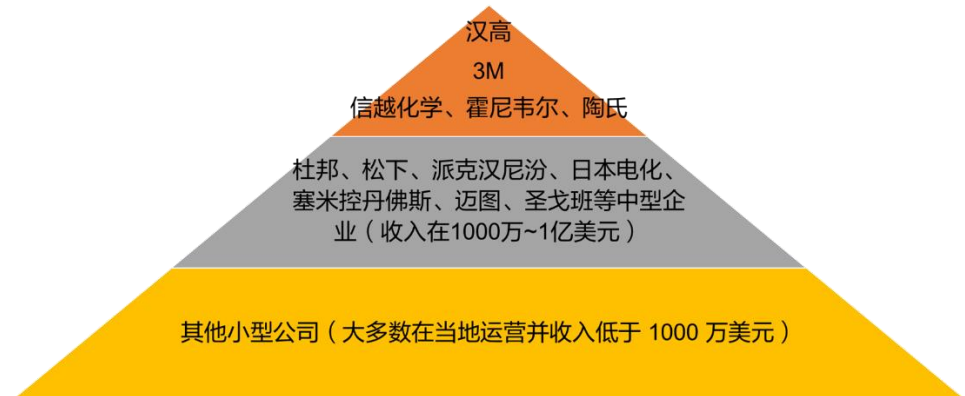 汉高
3M
信越化学、霍尼韦尔、陶氏
杜邦、松下、派克汉尼汾、日本电化、
塞米控丹佛斯、迈图、圣戈班等中型企
业（收入在1000万~1亿美元）
其他小型公司（大多数在当地运营并收入低于 1000 万美元）